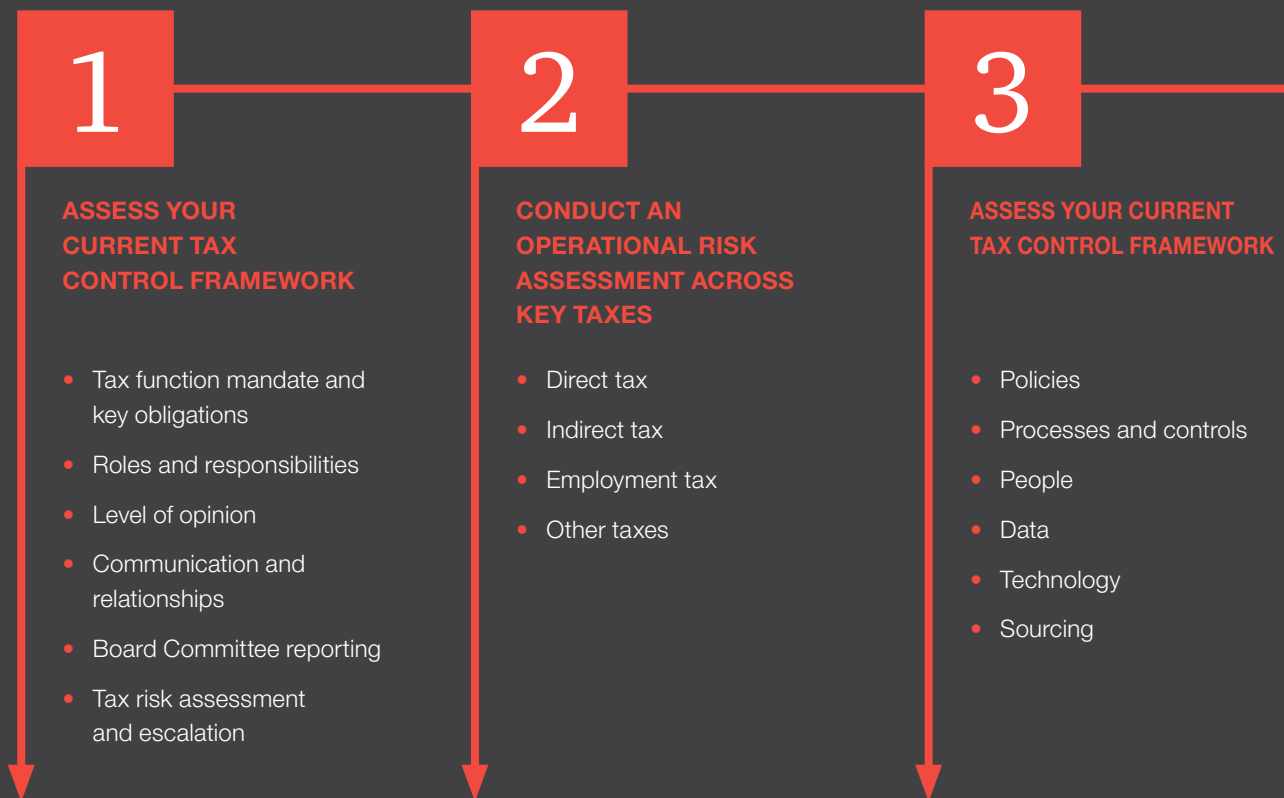 1
ASSESS YOUR
CURRENT TAX
CONTROL FRAMEWORK
• Tax function mandate and
key obligations
• Roles and responsibilities
• Level of opinion
• Communication and
relationships
• Board Committee reporting
• Tax risk assessment
and escalation
2
CONDUCT AN
OPERATIONAL RISK
ASSESSMENT ACROSS
KEY TAXES
• Direct tax
• Indirect tax
• Employment tax
• Other taxes
3
ASSESS YOUR CURRENT
TAX CONTROL FRAMEWORK
• Policies
• Processes and controls
• People
• Data
• Technology
• Sourcing